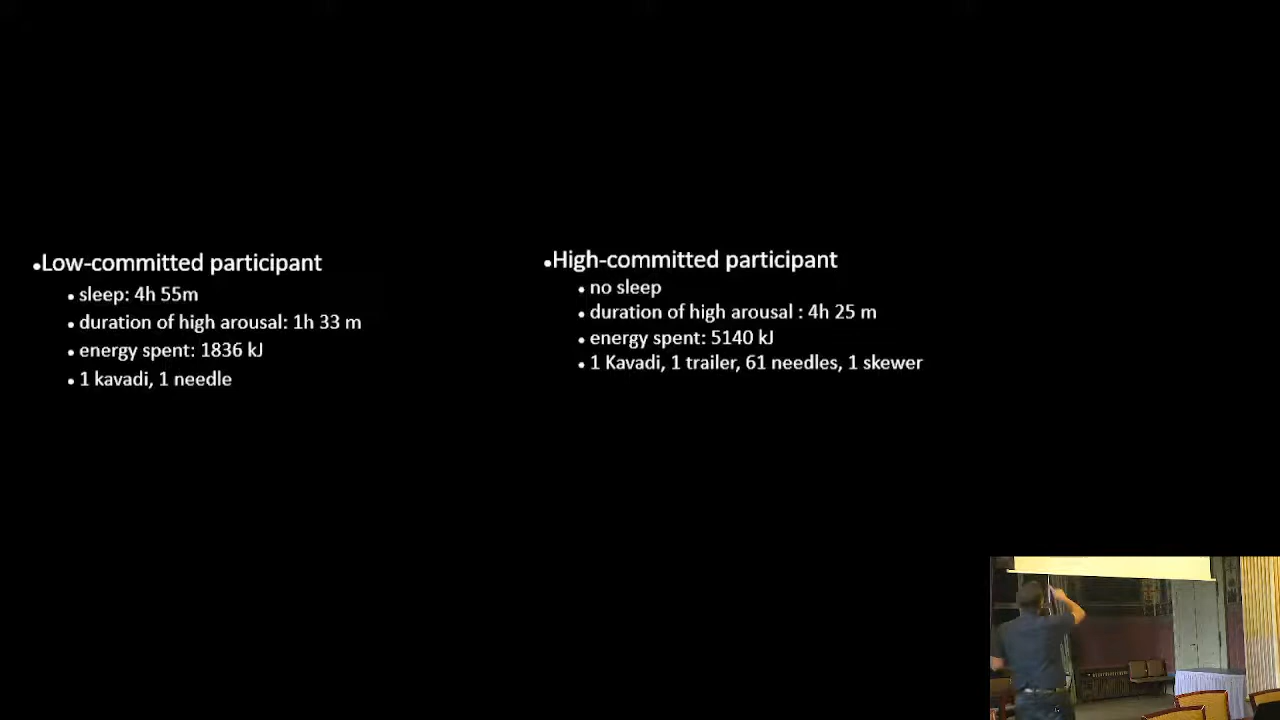 •Low-committed participant
• sleep: 4h 55m
• duration of high arousal: 1h 33 m
• energy spent: 1836 kJ
• 1 kavadi, 1 needle
•High-committed participant
• no sleep
• duration of high arousal : 4h 25 m
• energy spent: 5140 kJ
• 1 Kavadi, 1 trailer, 61 needles, 1 skewer